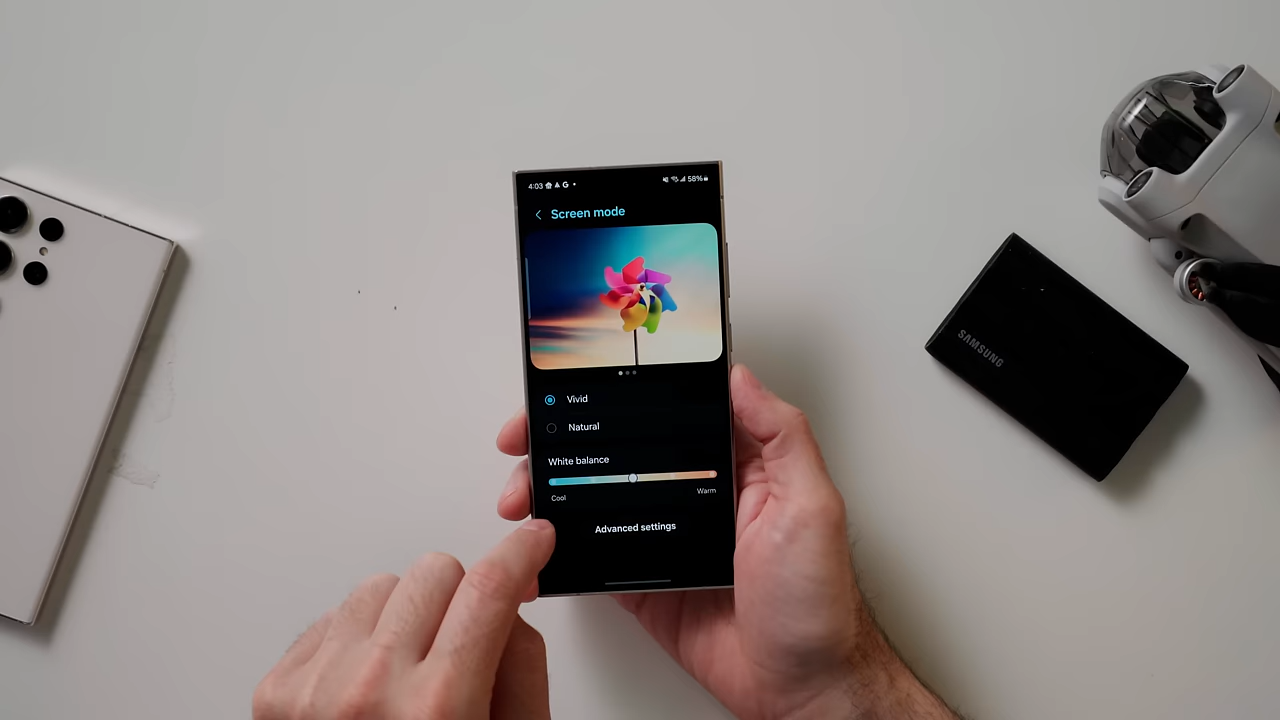 4:03 G
58%
Screen mode
Vivid
Natural
White balance
Cool
Warm
Advanced settings
SAMSUNG